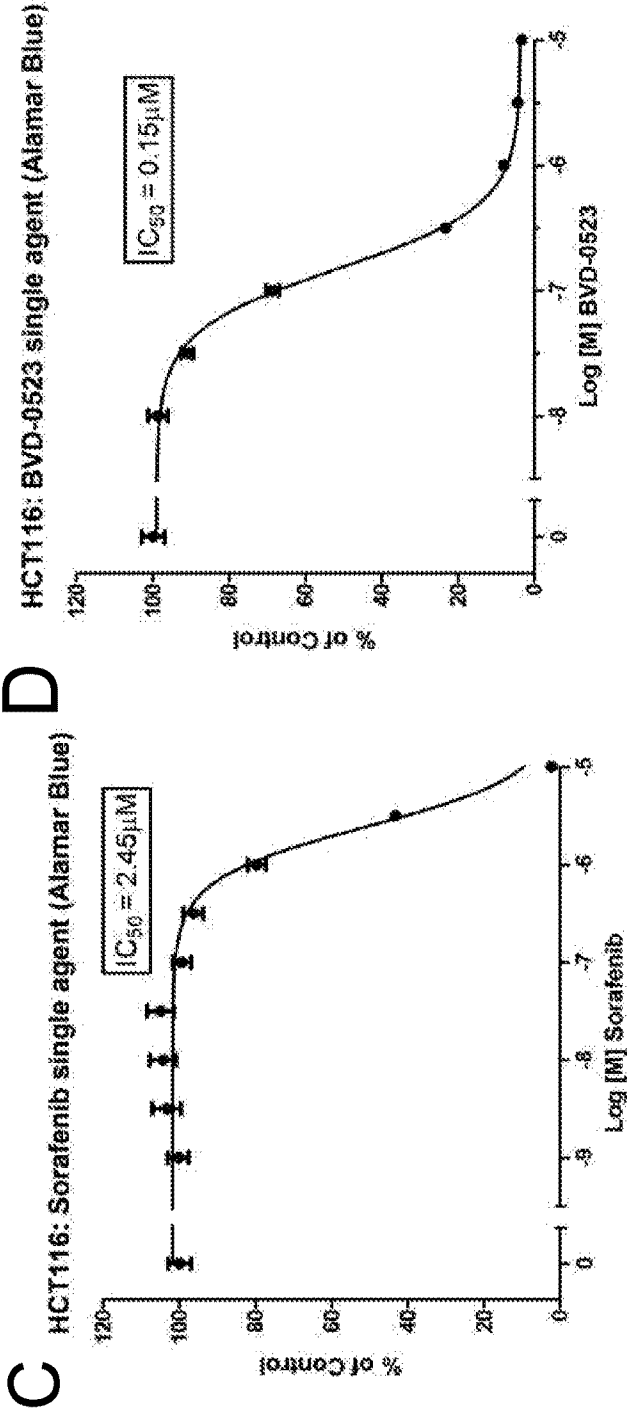 C
HCT116: Sorafenib single agent (Alamar Blue)
IC50 = 2.45µM
% of Control
120
100
80
60
40
20
0
0
-9
-8
-7
-6
-5
Log [M] Sorafenib
D
HCT116: BVD-0523 single agent (Alamar Blue)
IC50 = 0.15µM
% of Control
120
100
80
60
40
20
0
0
-8
-7
-6
-5
Log [M] BVD-0523